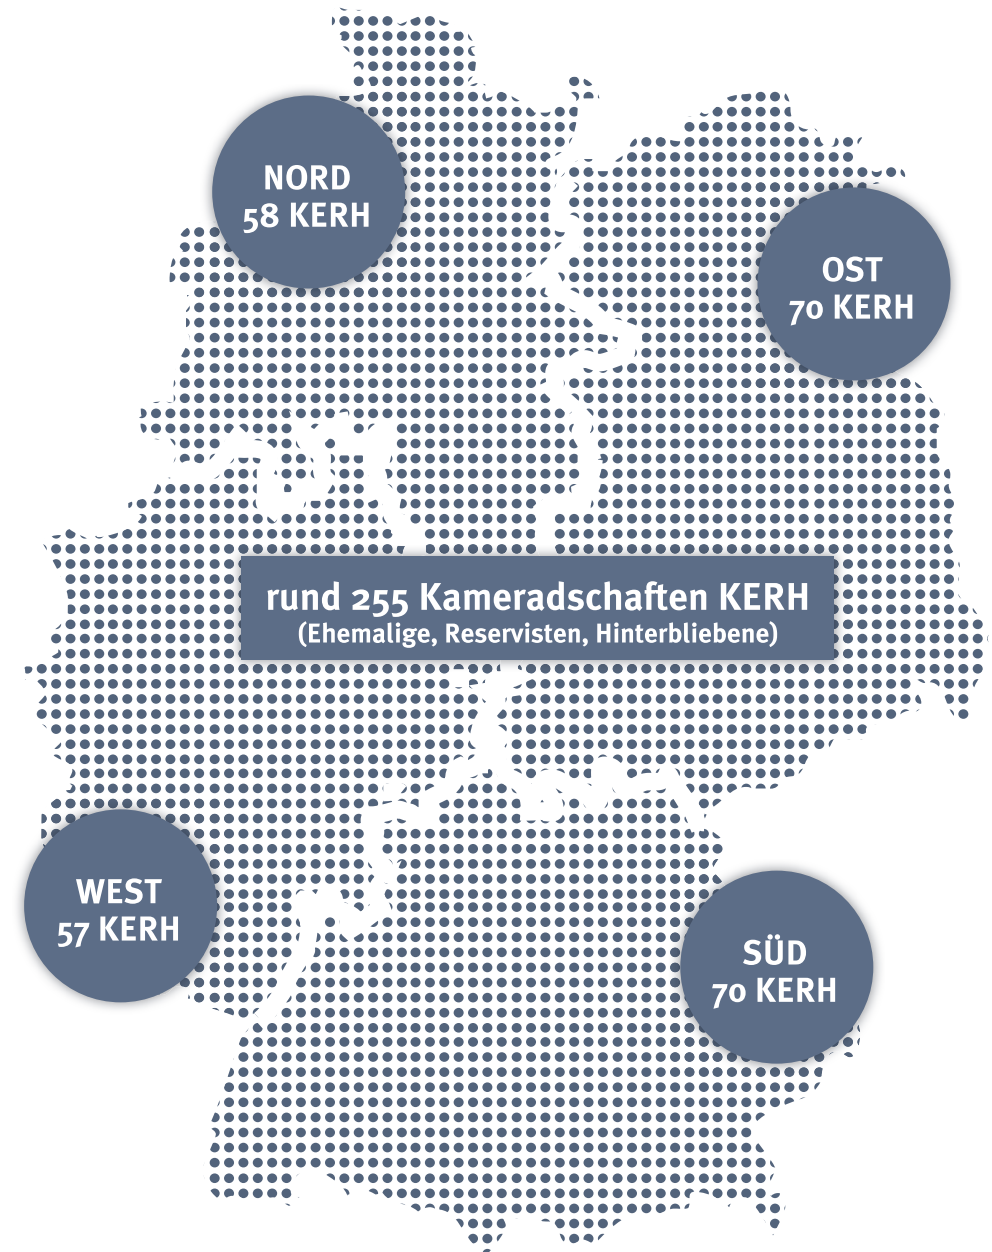 NORD
58 KERH
OST
70 KERH
rund 255 Kameradschaften KERH
(Ehemalige, Reservisten, Hinterbliebene)
WEST
57 KERH
SÜD
70 KERH